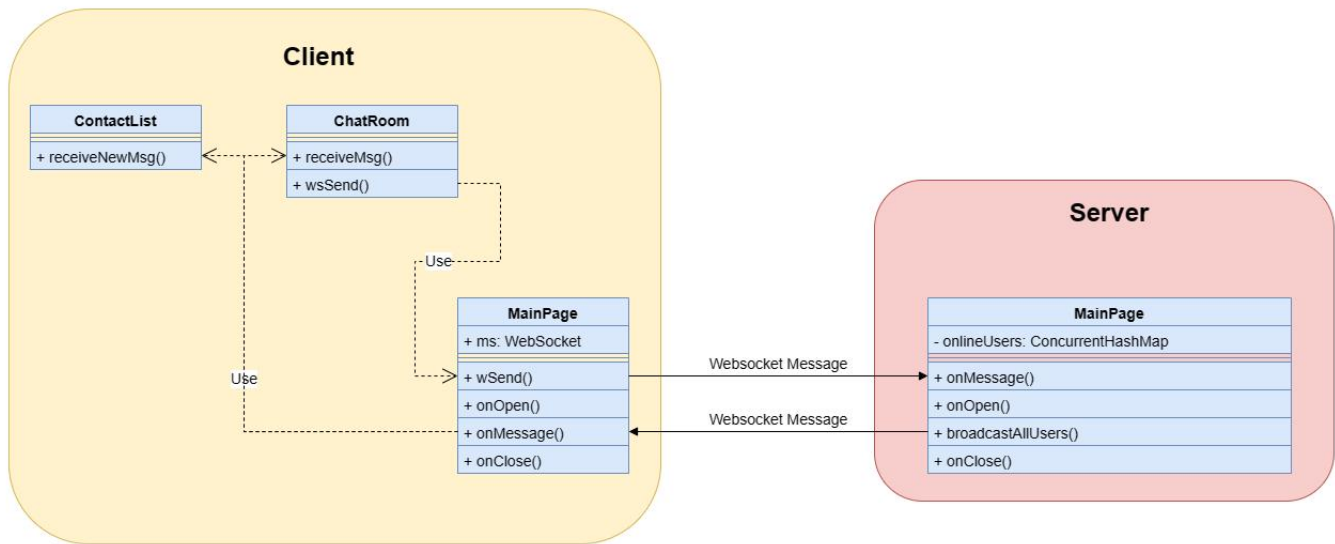 Client
ContactList
+ receiveNewMsg()
ChatRoom
+ receiveMsg()
+ wsSend()
Use
Use
MainPage
+ ms: WebSocket
+ wSend()
+ onOpen()
+ onMessage()
+ onClose()
Websocket Message
Websocket Message
Server
MainPage
- onlineUsers: ConcurrentHashMap
+ onMessage()
+ onOpen()
+ broadcastAllUsers()
+ onClose()